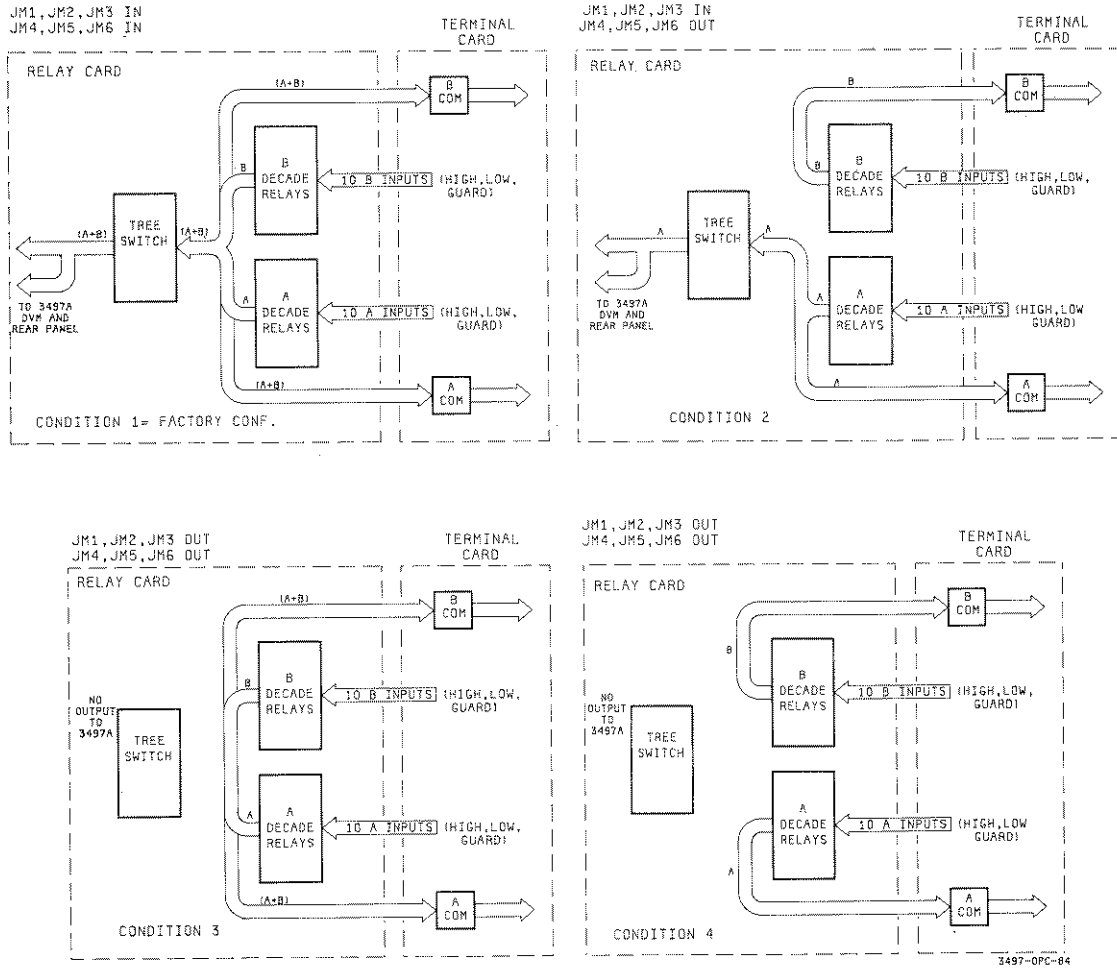 JM1,JM2,JM3 IN
JM4,JM5,JM6 IN
TERMINAL
CARD
RELAY CARD
(A+B)
B
COM
B
B
DECADE
RELAYS
10 B INPUTS
(HIGH,LOW,
GUARD)
TREE
SWITCH
(A+B)
(A+B)
TO 3497A
DVM AND
REAR PANEL
A
A
DECADE
RELAYS
10 A INPUTS
(HIGH,LOW,
GUARD)
(A+B)
A
COM
CONDITION 1= FACTORY CONF.
JM1,JM2,JM3 IN
JM4,JM5,JM6 OUT
TERMINAL
CARD
RELAY CARD
B
B
COM
B
B
DECADE
RELAYS
10 B INPUTS
(HIGH,LOW,
GUARD)
TREE
SWITCH
A
A
TO 3497A
DVM AND
REAR PANEL
A
A
DECADE
RELAYS
10 A INPUTS
(HIGH,LOW,
GUARD)
A
A
COM
CONDITION 2
JM1,JM2,JM3 OUT
JM4,JM5,JM6 OUT
TERMINAL
CARD
RELAY CARD
(A+B)
B
COM
B
B
DECADE
RELAYS
10 B INPUTS
(HIGH,LOW,
GUARD)
NO
OUTPUT
TO
3497A
TREE
SWITCH
A
A
DECADE
RELAYS
10 A INPUTS
(HIGH,LOW,
GUARD)
(A+B)
A
COM
CONDITION 3
JM1,JM2,JM3 OUT
JM4,JM5,JM6 OUT
TERMINAL
CARD
RELAY CARD
B
COM
B
B
DECADE
RELAYS
10 B INPUTS
(HIGH,LOW,
GUARD)
NO
OUTPUT
TO
3497A
TREE
SWITCH
A
A
DECADE
RELAYS
10 A INPUTS
(HIGH,LOW
GUARD)
A
COM
CONDITION 4
3497-OPC-84